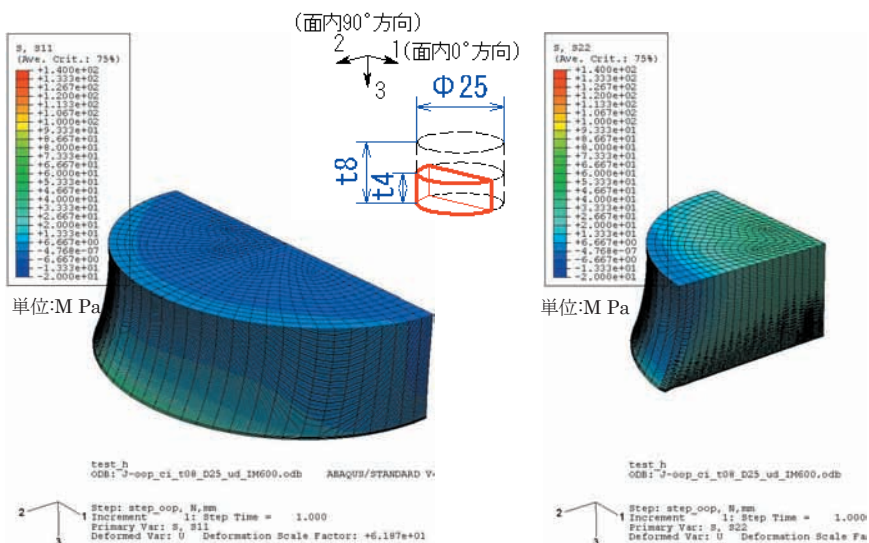 S, S11
(Ave. Crit.: 75%)
+1.400e+02
+1.333e+02
+1.267e+02
+1.200e+02
+1.133e+02
+1.067e+02
+1.000e+02
+9.333e+01
+8.667e+01
+8.000e+01
+7.333e+01
+6.667e+01
+6.000e+01
+5.333e+01
+4.667e+01
+4.000e+01
+3.333e+01
+2.667e+01
+2.000e+01
+1.333e+01
+6.667e+00
-4.768e-07
-1.333e+01
-2.000e+01
単位:M Pa
(面内90°方向)
2
1(面内0°方向)
3
Φ25
t8
t4
S, S22
(Ave. Crit.: 75%)
+1.400e+02
+1.333e+02
+1.267e+02
+1.200e+02
+1.133e+02
+1.067e+02
+1.000e+02
+9.333e+01
+8.667e+01
+8.000e+01
+7.333e+01
+6.667e+01
+6.000e+01
+5.333e+01
+4.667e+01
+4.000e+01
+3.333e+01
+2.667e+01
+2.000e+01
+1.333e+01
+6.667e+00
-4.768e-07
-1.333e+01
-2.000e+01
単位:M Pa
test_h
ODB: J-oop_ci_t08_D25_ud_IM600.odb ABAQUS/STANDARD V
2
1
3
Step: step_oop, N,mm
Increment 1: Step Time = 1.000
Primary Var: S, S11
Deformed Var: U Deformation Scale Factor: +6.187e+01
test_h
ODB: J-oop_ci_t08_D25_ud_IM600.odb
2
1
3
Step: step_oop, N,mm
Increment 1: Step Time = 1.000
Primary Var: S, S22
Deformed Var: U Deformation Scale Fa